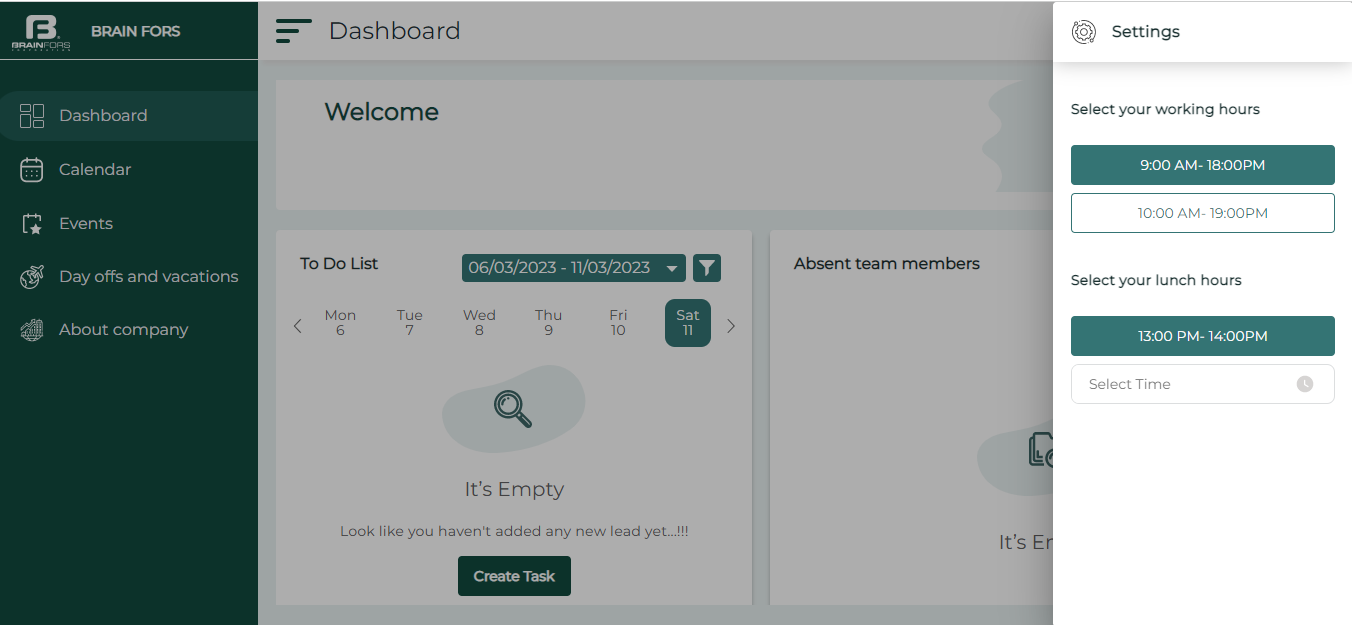 BRAINFORS
BRAIN FORS
Dashboard
Calendar
Events
Day offs and vacations
About company
Dashboard
Welcome
To Do List
06/03/2023 - 11/03/2023
Mon Tue Wed Thu Fri Sat
6 7 8 9 10 11
It’s Empty
Look like you haven't added any new lead yet...!!!
Create Task
Absent team members
It’s Em
Settings
Select your working hours
9:00 AM- 18:00PM
10:00 AM- 19:00PM
Select your lunch hours
13:00 PM- 14:00PM
Select Time